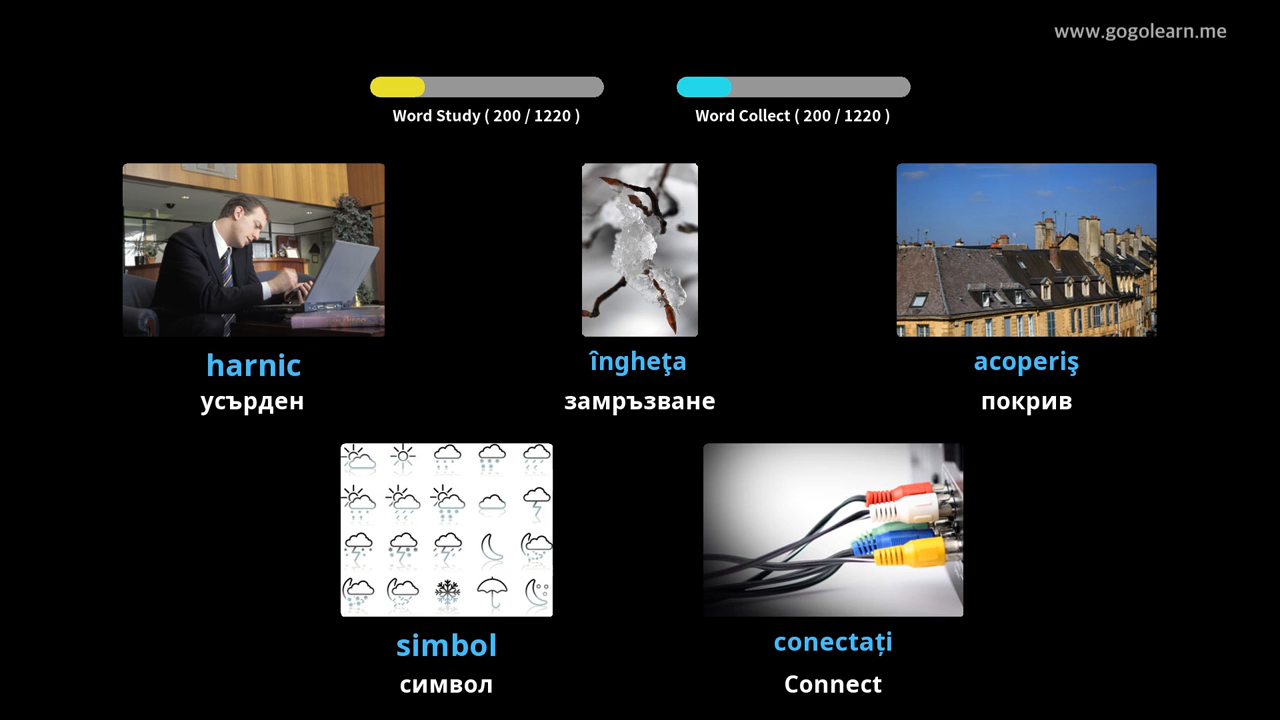 www.gogolearn.me
Word Study ( 200 / 1220 )
Word Collect ( 200 / 1220 )
harnic
îngheţa
acoperiş
усърден
замръзване
покрив
simbol
conectați
символ
Connect